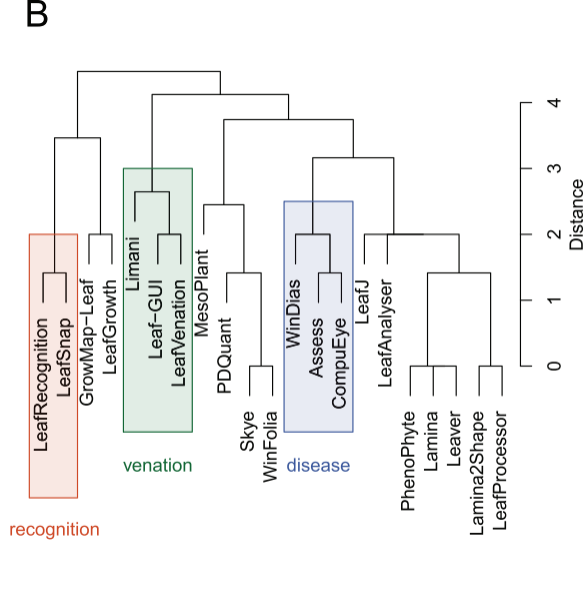 B
LeafRecognition
LeafSnap
GrowMap−Leaf
LeafGrowth
Limani
Leaf−GUI
LeafVenation
MesoPlant
PDQuant
Skye
WinFolia
WinDias
Assess
CompuEye
LeafJ
LeafAnalyser
PhenoPhyte
Lamina
Leaver
Lamina2Shape
LeafProcessor
4
3
2
1
0
Distance
venation
disease
recognition